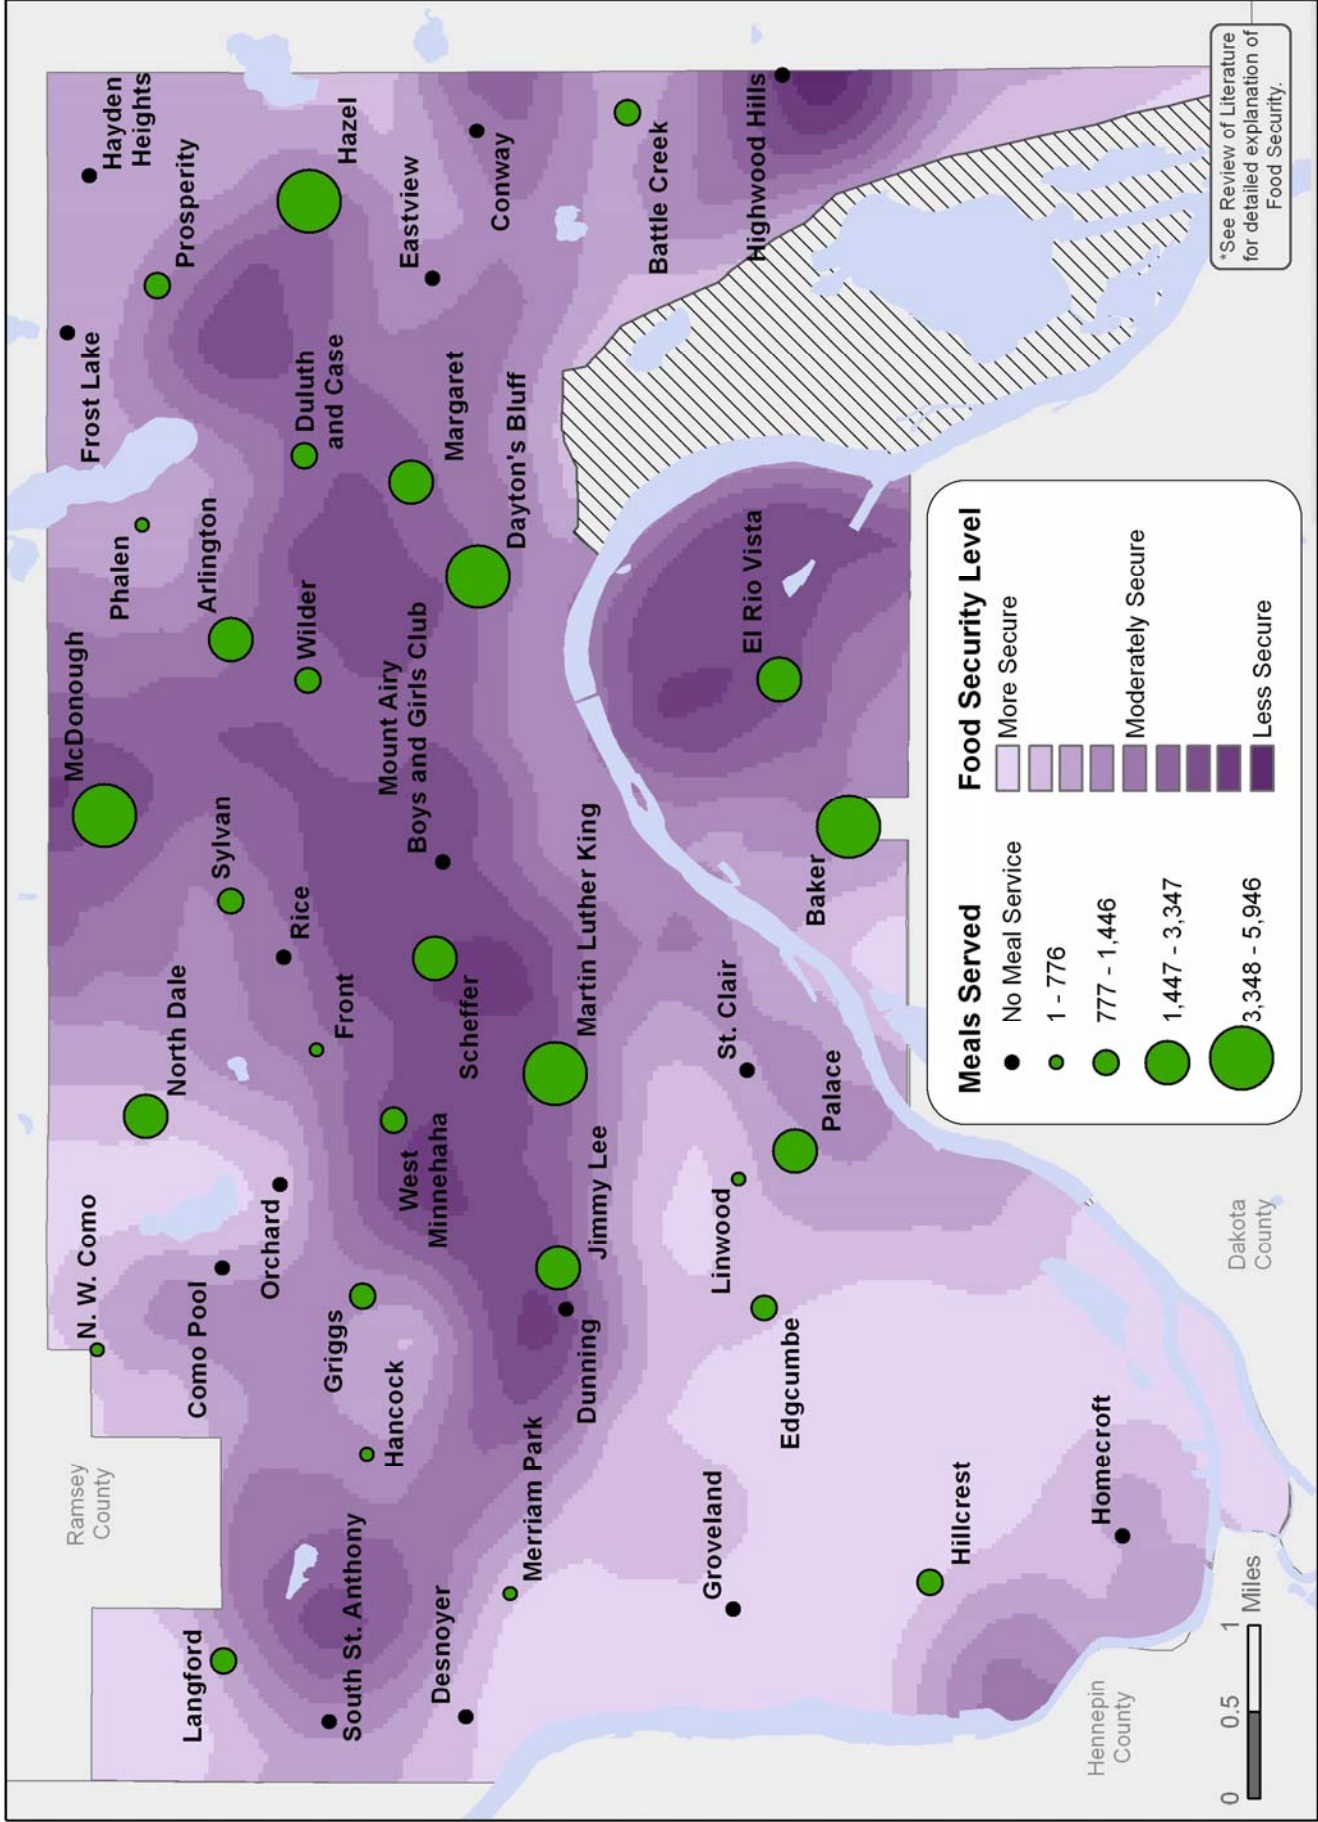 Ramsey
County
Hennepin
County
Dakota
County
Langford
South St. Anthony
Desnoyer
Merriam Park
Hancock
Griggs
N. W. Como
Como Pool
Orchard
North Dale
West
Minnehaha
Front
Rice
Sylvan
McDonough
Scheffer
Mount Airy
Boys and Girls Club
Wilder
Arlington
Phalen
Frost Lake
Duluth
and Case
Margaret
Dayton's Bluff
Prosperity
Hayden
Heights
Hazel
Eastview
Conway
Battle Creek
Highwood Hills
Dunning
Jimmy Lee
Martin Luther King
Groveland
Edgcumbe
Linwood
St. Clair
Palace
Baker
El Rio Vista
Hillcrest
Homecroft
0 0.5 1
Miles
Meals Served
No Meal Service
1 - 776
777 - 1,446
1,447 - 3,347
3,348 - 5,946
Food Security Level
More Secure
Moderately Secure
Less Secure
*See Review of Literature
for detailed explanation of
Food Security.